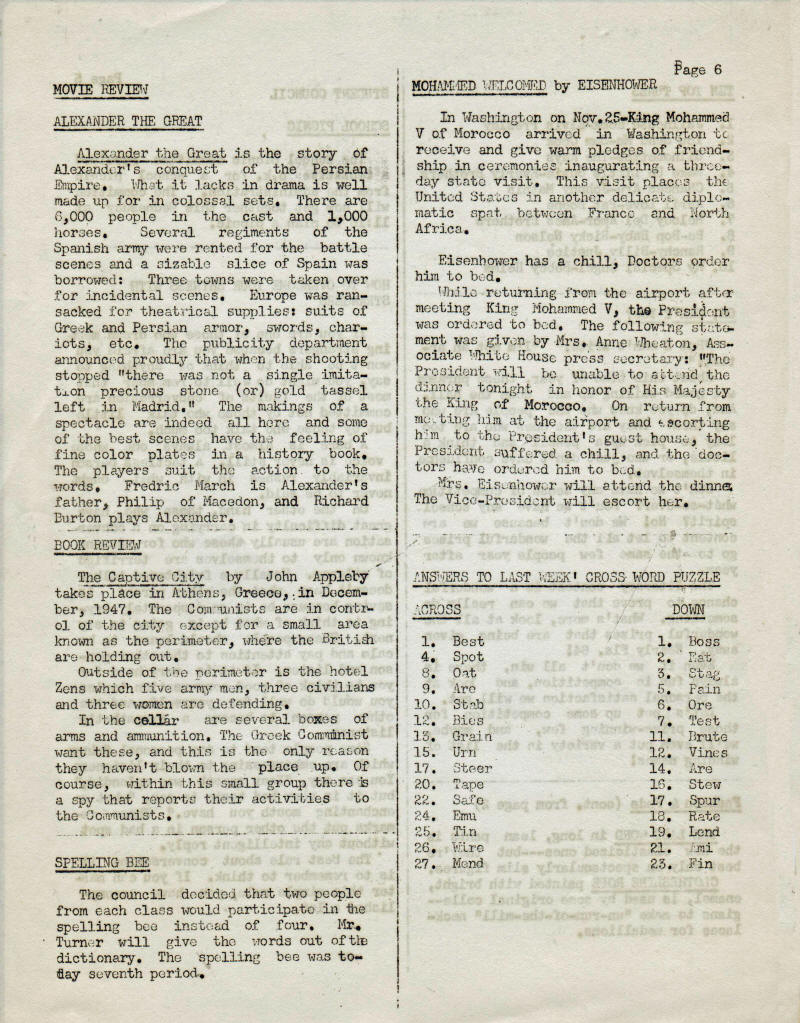 Page 6
MOVIE REVIEW
ALEXANDER THE GREAT
Alexander the Great is the story of
Alexander's conquest of the Persian
Empire. What it lacks in drama is well
made up for in colossal sets. There are
6,000 people in the cast and 1,000
horses. Several regiments of the
Spanish army were rented for the battle
scenes and a sizable slice of Spain was
borrowed: Three towns were taken over
for incidental scenes. Europe was ran-
sacked for theatrical supplies: suits of
Greek and Persian armor, swords, char-
iots, etc. The publicity department
announced proudly that when the shooting
stopped "there was not a single imita-
tion precious stone (or) gold tassel
left in Madrid." The makings of a
spectacle are indeed all here and some
of the best scenes have the feeling of
fine color plates in a history book.
The players suit the action to the
words. Fredric March is Alexander's
father, Philip of Macedon, and Richard
Burton plays Alexander.
BOOK REVIEW
The Captive City by John Appleby
takes place in Athens, Greece, in Decem-
ber, 1947. The Communists are in contr-
ol of the city except for a small area
known as the perimeter, where the British
are holding out.
Outside of the perimeter is the hotel
Zens which five army men, three civilians
and three women are defending.
In the cellar are several boxes of
arms and ammunition. The Greek Communist
want these, and this is the only reason
they haven't blown the place up. Of
course, within this small group there is
a spy that reports their activities to
the Communists.
SPELLING BEE
The council decided that two people
from each class would participate in the
spelling bee instead of four. Mr.
Turner will give the words out of the
dictionary. The spelling bee was to-
day seventh period.
MOHAMMED WELCOMED by EISENHOWER
In Washington on Nov.25-King Mohammed
V of Morocco arrived in Washington to
receive and give warm pledges of friend-
ship in ceremonies inaugurating a three-
day state visit. This visit places the
United States in another delicate diplo-
matic spat between France and North
Africa.
Eisenhower has a chill, Doctors order
him to bed.
While returning from the airport after
meeting King Mohammed V, the President
was ordered to bed. The following state-
ment was given by Mrs. Anne Wheaton, Ass-
ociate White House press secretary: "The
President will be unable to attend the
dinner tonight in honor of His Majesty
the King of Morocco. On return from
meeting him at the airport and escorting
him to the President's guest house, the
President suffered a chill, and the doc-
tors have ordered him to bed.
Mrs. Eisenhower will attend the dinner
The Vice-President will escort her.
ANSWERS TO LAST WEEK' CROSS WORD PUZZLE
ACROSS DOWN
1. Best 1. Boss
4. Spot 2. Eat
8. Oat 3. Stag
9. Are 5. Pain
10. Stab 6. Ore
12. Bies 7. Test
13. Grain 11. Brute
15. Urn 12. Vines
17. Steer 14. Are
20. Tape 16. Stew
22. Safe 17. Spur
24. Emu 18. Rate
25. Tin 19. Lend
26. Wire 21. Ami
27. Mend 23. Fin